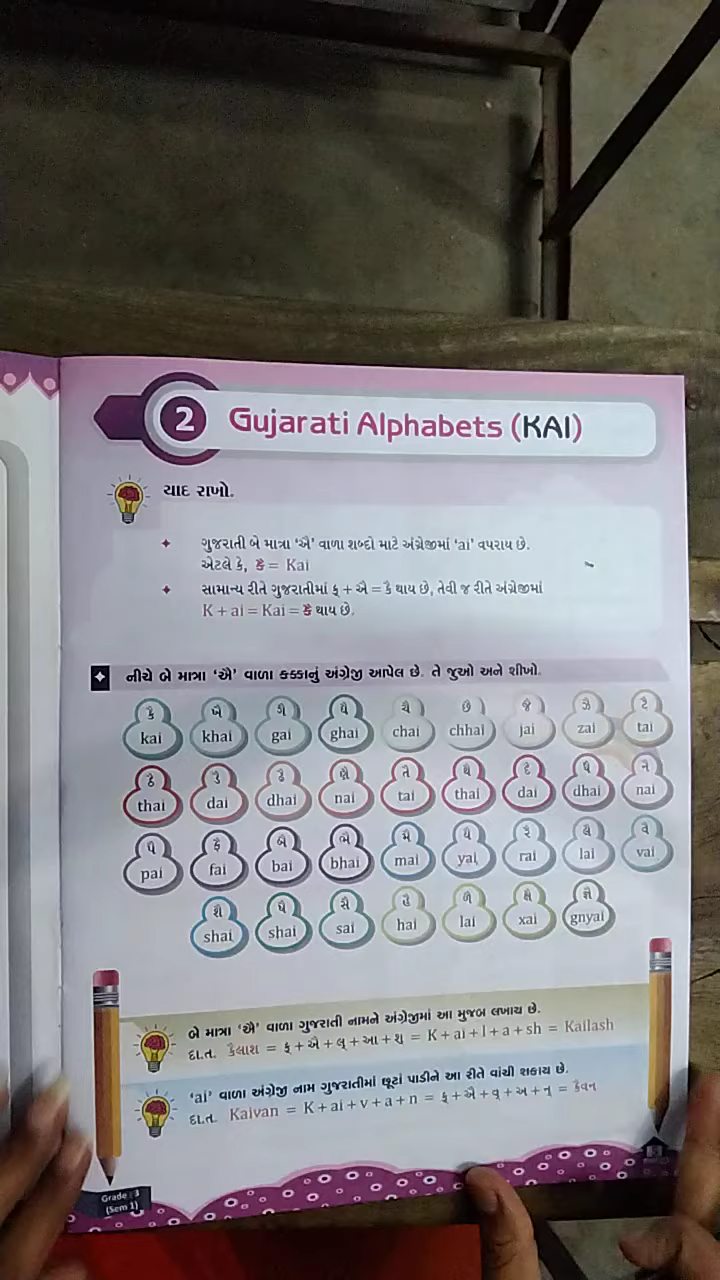 2 Gujarati Alphabets (KAI)
યાદ રાખો.
ગુજરાતી બે માત્રા ‘ઐ’ વાળા શબ્દો માટે અંગ્રેજીમાં ‘ai’ વપરાય છે.
એટલે કે, કૈ = Kai
સામાન્ય રીતે ગુજરાતીમાં ક્ + ઐ = કૈ થાય છે, તેવી જ રીતે અંગ્રેજીમાં
K + ai = Kai = કૈ થાય છે.
નીચે બે માત્રા ‘ઐ’ વાળા કક્કાનું અંગ્રેજી આપેલ છે. તે જુઓ અને શીખો.
કૈ ખૈ ગૈ ઘૈ ચૈ છૈ જૈ ઝૈ ટૈ
kai khai gai ghai chai chhai jai zai tai
ઠૈ ડૈ ઢૈ ણૈ તૈ થૈ દૈ ધૈ નૈ
thai dai dhai nai tai thai dai dhai nai
પૈ ફૈ બૈ ભૈ મૈ યૈ રૈ લૈ વૈ
pai fai bai bhai mai yai rai lai vai
શૈ ષૈ સૈ હૈ ળૈ ક્ષૈ જ્ઞૈ
shai shai sai hai lai xai gnyai
બે માત્રા ‘ઐ’ વાળા ગુજરાતી નામને અંગ્રેજીમાં આ મુજબ લખાય છે.
દા.ત. કૈલાશ = ક્ + ઐ + લ્ + આ + શ = K + ai + l + a + sh = Kailash
‘ai’ વાળા અંગ્રેજી નામ ગુજરાતીમાં છૂટાં પાડીને આ રીતે વાંચી શકાય છે.
દા.ત. Kaivan = K + ai + v + a + n = ક્ + ઐ + વ્ + અ + ન્ = કૈવન
Grade : 3
(Sem 1)